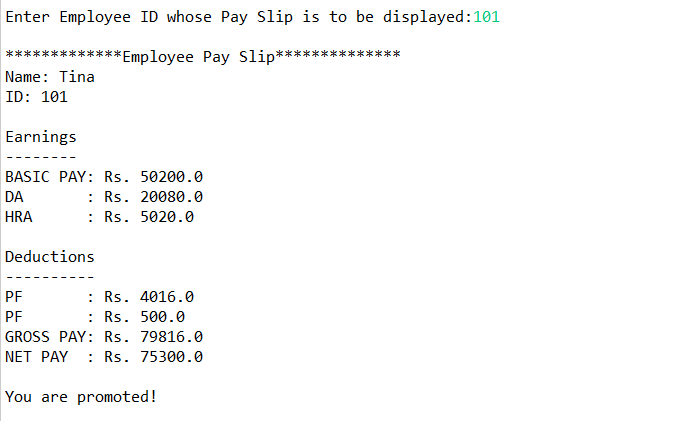 Enter Employee ID whose Pay Slip is to be displayed:101
*************Employee Pay Slip**************
Name: Tina
ID: 101
Earnings
--------
BASIC PAY: Rs. 50200.0
DA       : Rs. 20080.0
HRA      : Rs. 5020.0
Deductions
----------
PF       : Rs. 4016.0
PF       : Rs. 500.0
GROSS PAY: Rs. 79816.0
NET PAY  : Rs. 75300.0
You are promoted!